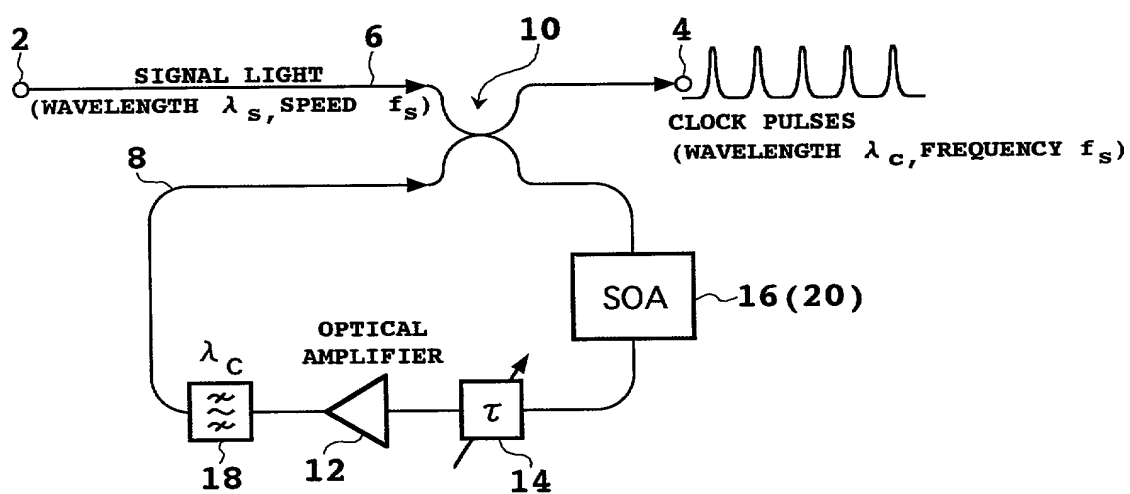 2
6
10
4
SIGNAL LIGHT
(WAVELENGTH λS,SPEED fS)
CLOCK PULSES
(WAVELENGTH λC,FREQUENCY fS)
8
SOA
16(20)
OPTICAL
AMPLIFIER
λC
τ
18
12
14